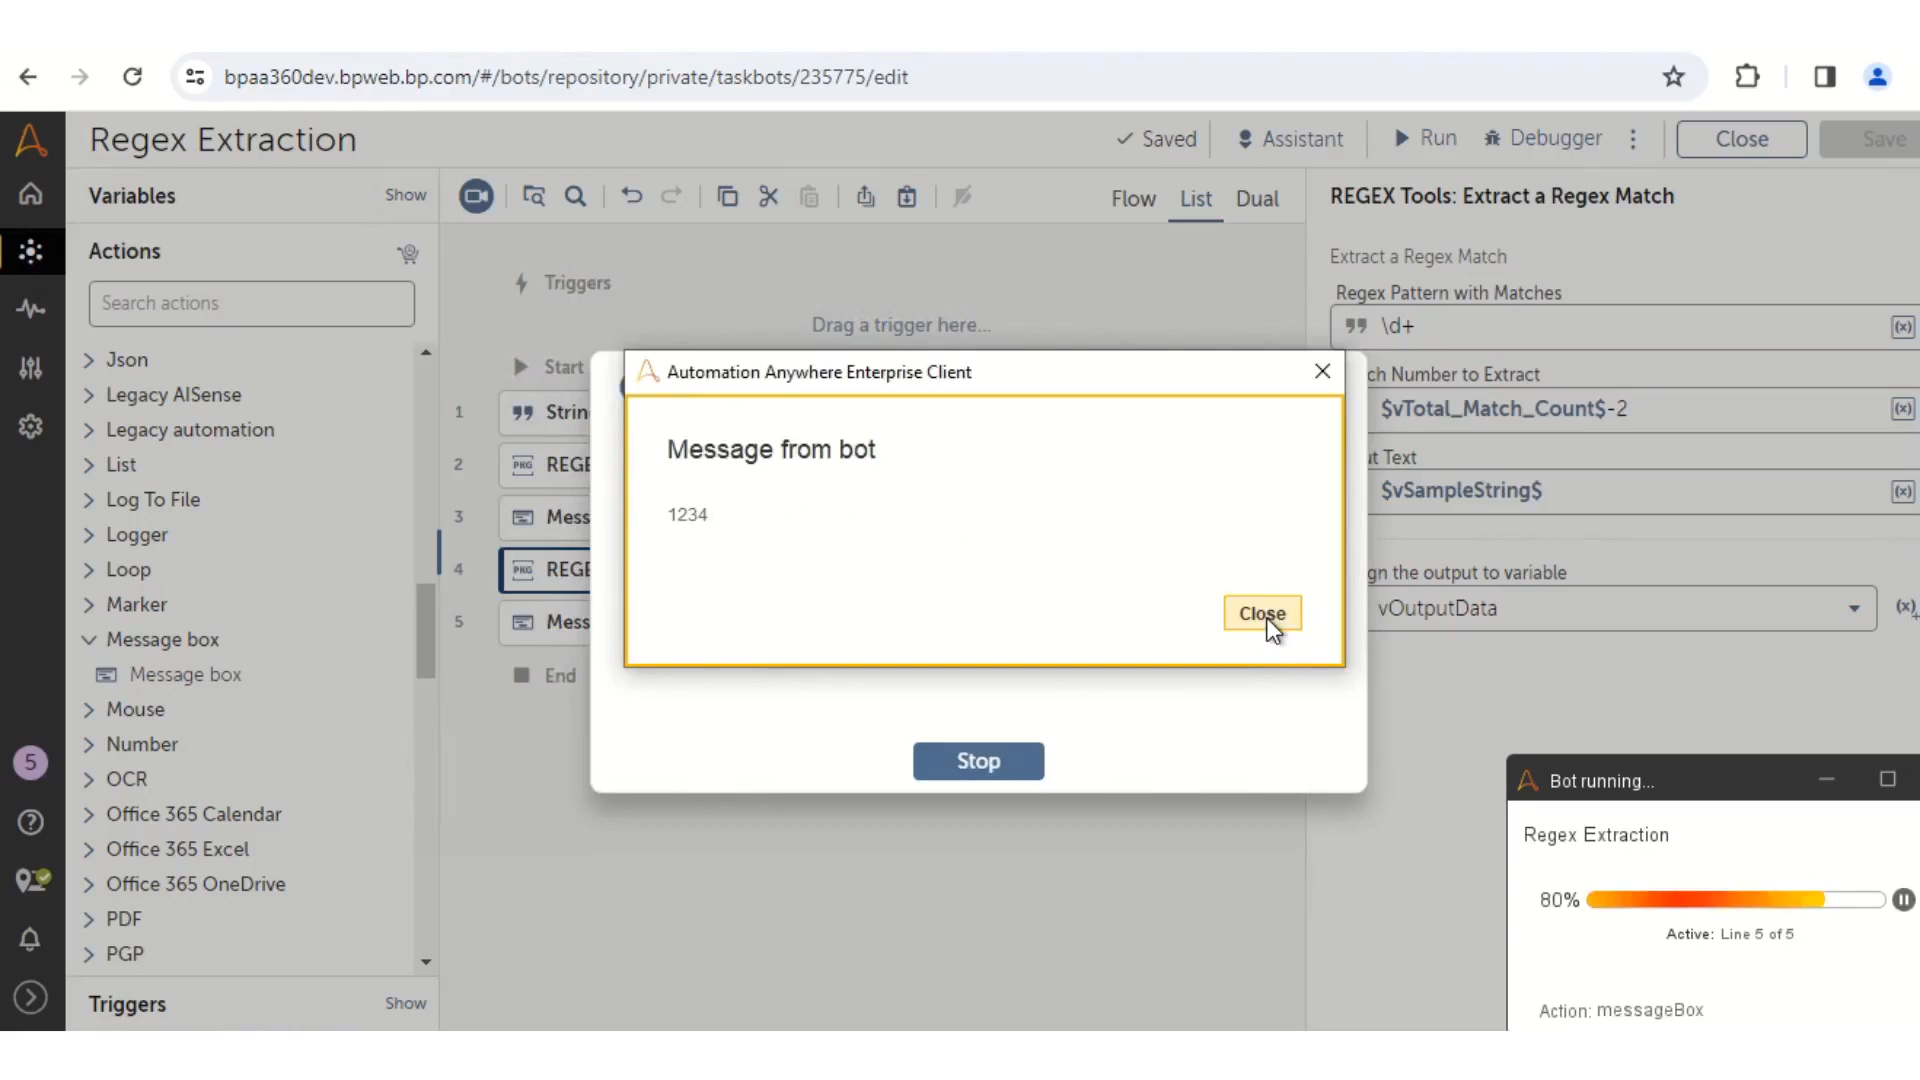 bpaa360dev.bpweb.bp.com/#/bots/repository/private/taskbots/235775/edit
Regex Extraction
Saved
Assistant
Run
Debugger
Close
Save
Variables
Show
Flow
List
Dual
REGEX Tools: Extract a Regex Match
Actions
Search actions
Json
Legacy AISense
Legacy automation
List
Log To File
Logger
Loop
Marker
Message box
Message box
Mouse
Number
OCR
Office 365 Calendar
Office 365 Excel
Office 365 OneDrive
PDF
PGP
Triggers
Show
5
Triggers
Drag a trigger here...
Start
1 Strin
2 PKG REGE
3 Mess
4 PKG REGE
5 Mess
End
Automation Anywhere Enterprise Client
Message from bot
1234
Close
Stop
Extract a Regex Match
Regex Pattern with Matches
\d+
(x)
ch Number to Extract
$vTotal_Match_Count$-2
(x)
t Text
$vSampleString$
(x)
gn the output to variable
vOutputData
(x)
Bot running...
Regex Extraction
80%
Active: Line 5 of 5
Action: messageBox